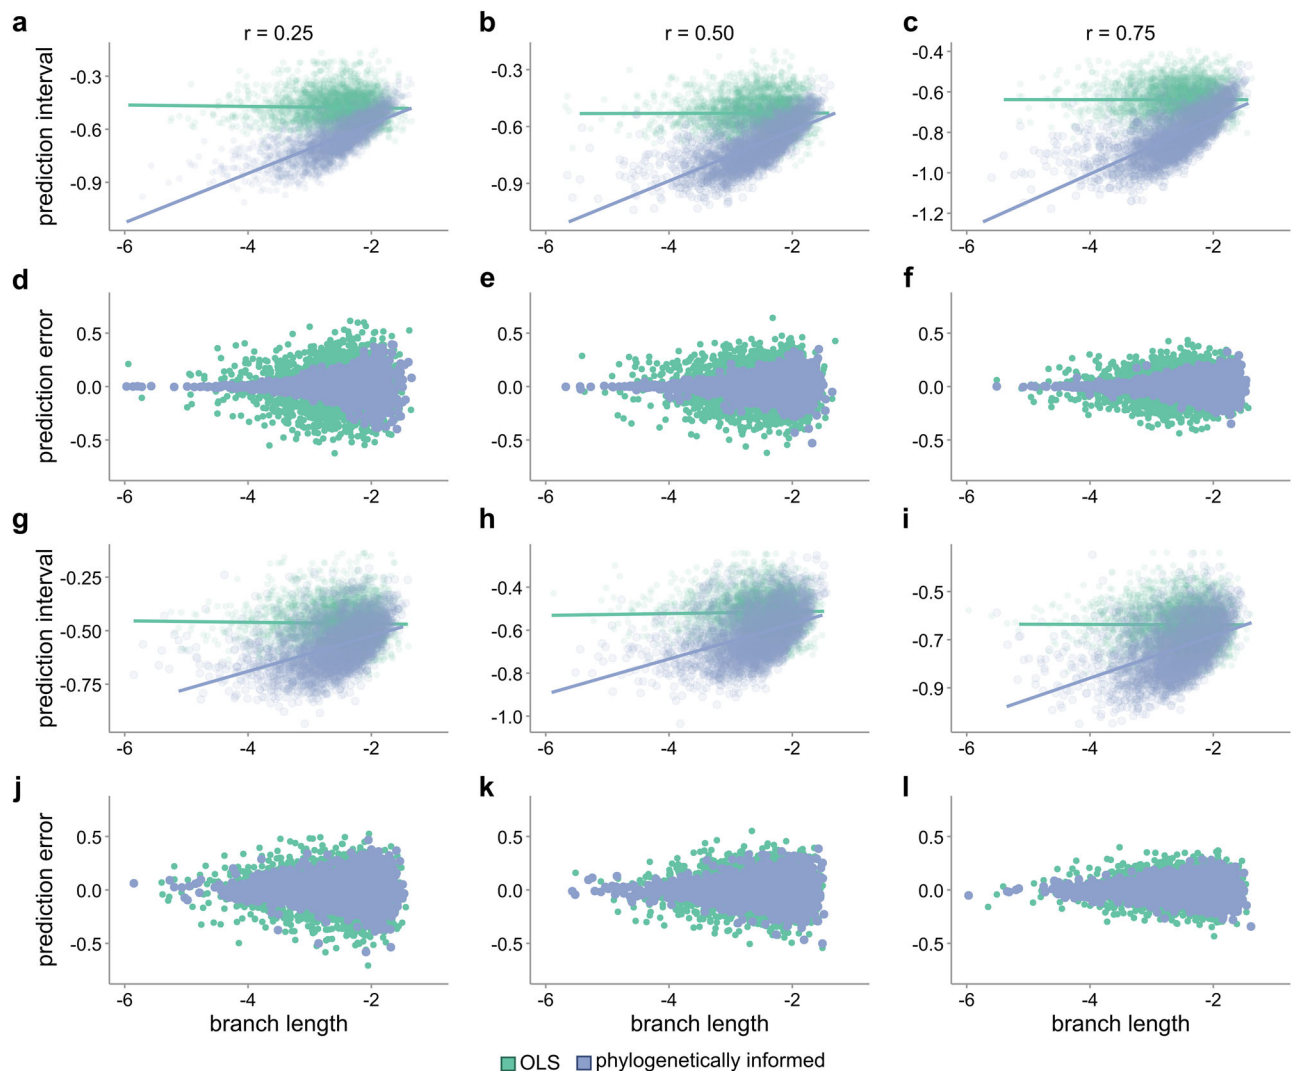 a b c
r = 0.25 r = 0.50 r = 0.75
prediction interval
-0.3 -0.6 -0.9
-0.3 -0.6 -0.9
-0.4 -0.6 -0.8 -1.0 -1.2
-6 -4 -2 -6 -4 -2 -6 -4 -2
d e f
prediction error
0.5 0.0 -0.5
0.5 0.0 -0.5
0.5 0.0 -0.5
-6 -4 -2 -6 -4 -2 -6 -4 -2
g h i
prediction interval
-0.25 -0.50 -0.75
-0.4 -0.6 -0.8 -1.0
-0.5 -0.7 -0.9
-6 -4 -2 -6 -4 -2 -6 -4 -2
j k l
prediction error
0.5 0.0 -0.5
0.5 0.0 -0.5
0.5 0.0 -0.5
-6 -4 -2 -6 -4 -2 -6 -4 -2
branch length branch length branch length
OLS phylogenetically informed